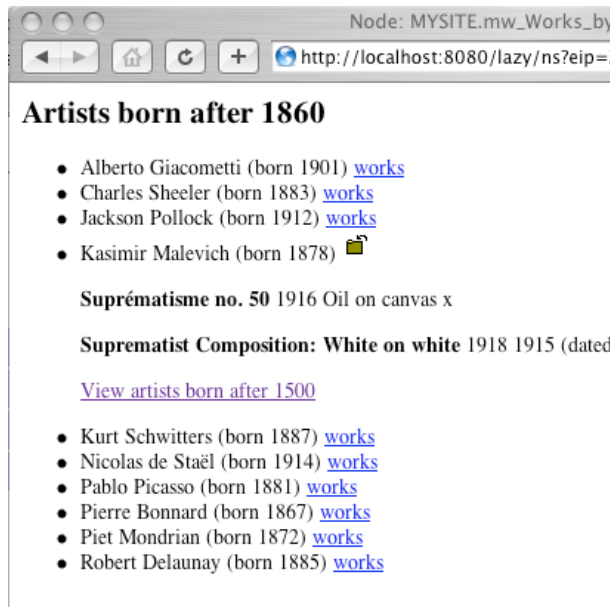 Node: MYSITE.mw_Works_by
http://localhost:8080/lazy/ns?eip=
Artists born after 1860
• Alberto Giacometti (born 1901) works
• Charles Sheeler (born 1883) works
• Jackson Pollock (born 1912) works
• Kasimir Malevich (born 1878)
Suprématisme no. 50 1916 Oil on canvas x
Suprematist Composition: White on white 1918 1915 (dated
View artists born after 1500
• Kurt Schwitters (born 1887) works
• Nicolas de Staël (born 1914) works
• Pablo Picasso (born 1881) works
• Pierre Bonnard (born 1867) works
• Piet Mondrian (born 1872) works
• Robert Delaunay (born 1885) works